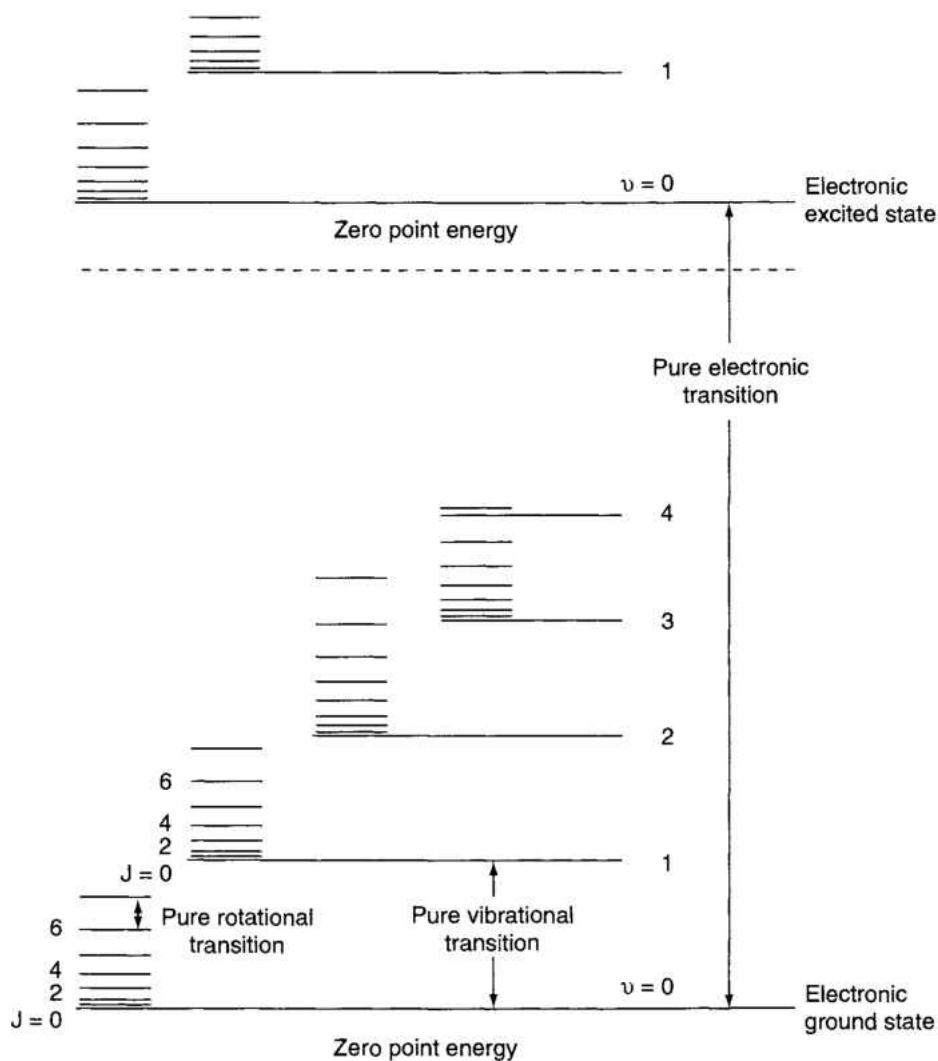 1
υ = 0
Electronic
excited state
Zero point energy
Pure electronic
transition
4
3
2
6
4
2
J = 0
1
6
Pure rotational
transition
Pure vibrational
transition
4
2
J = 0
υ = 0
Electronic
ground state
Zero point energy